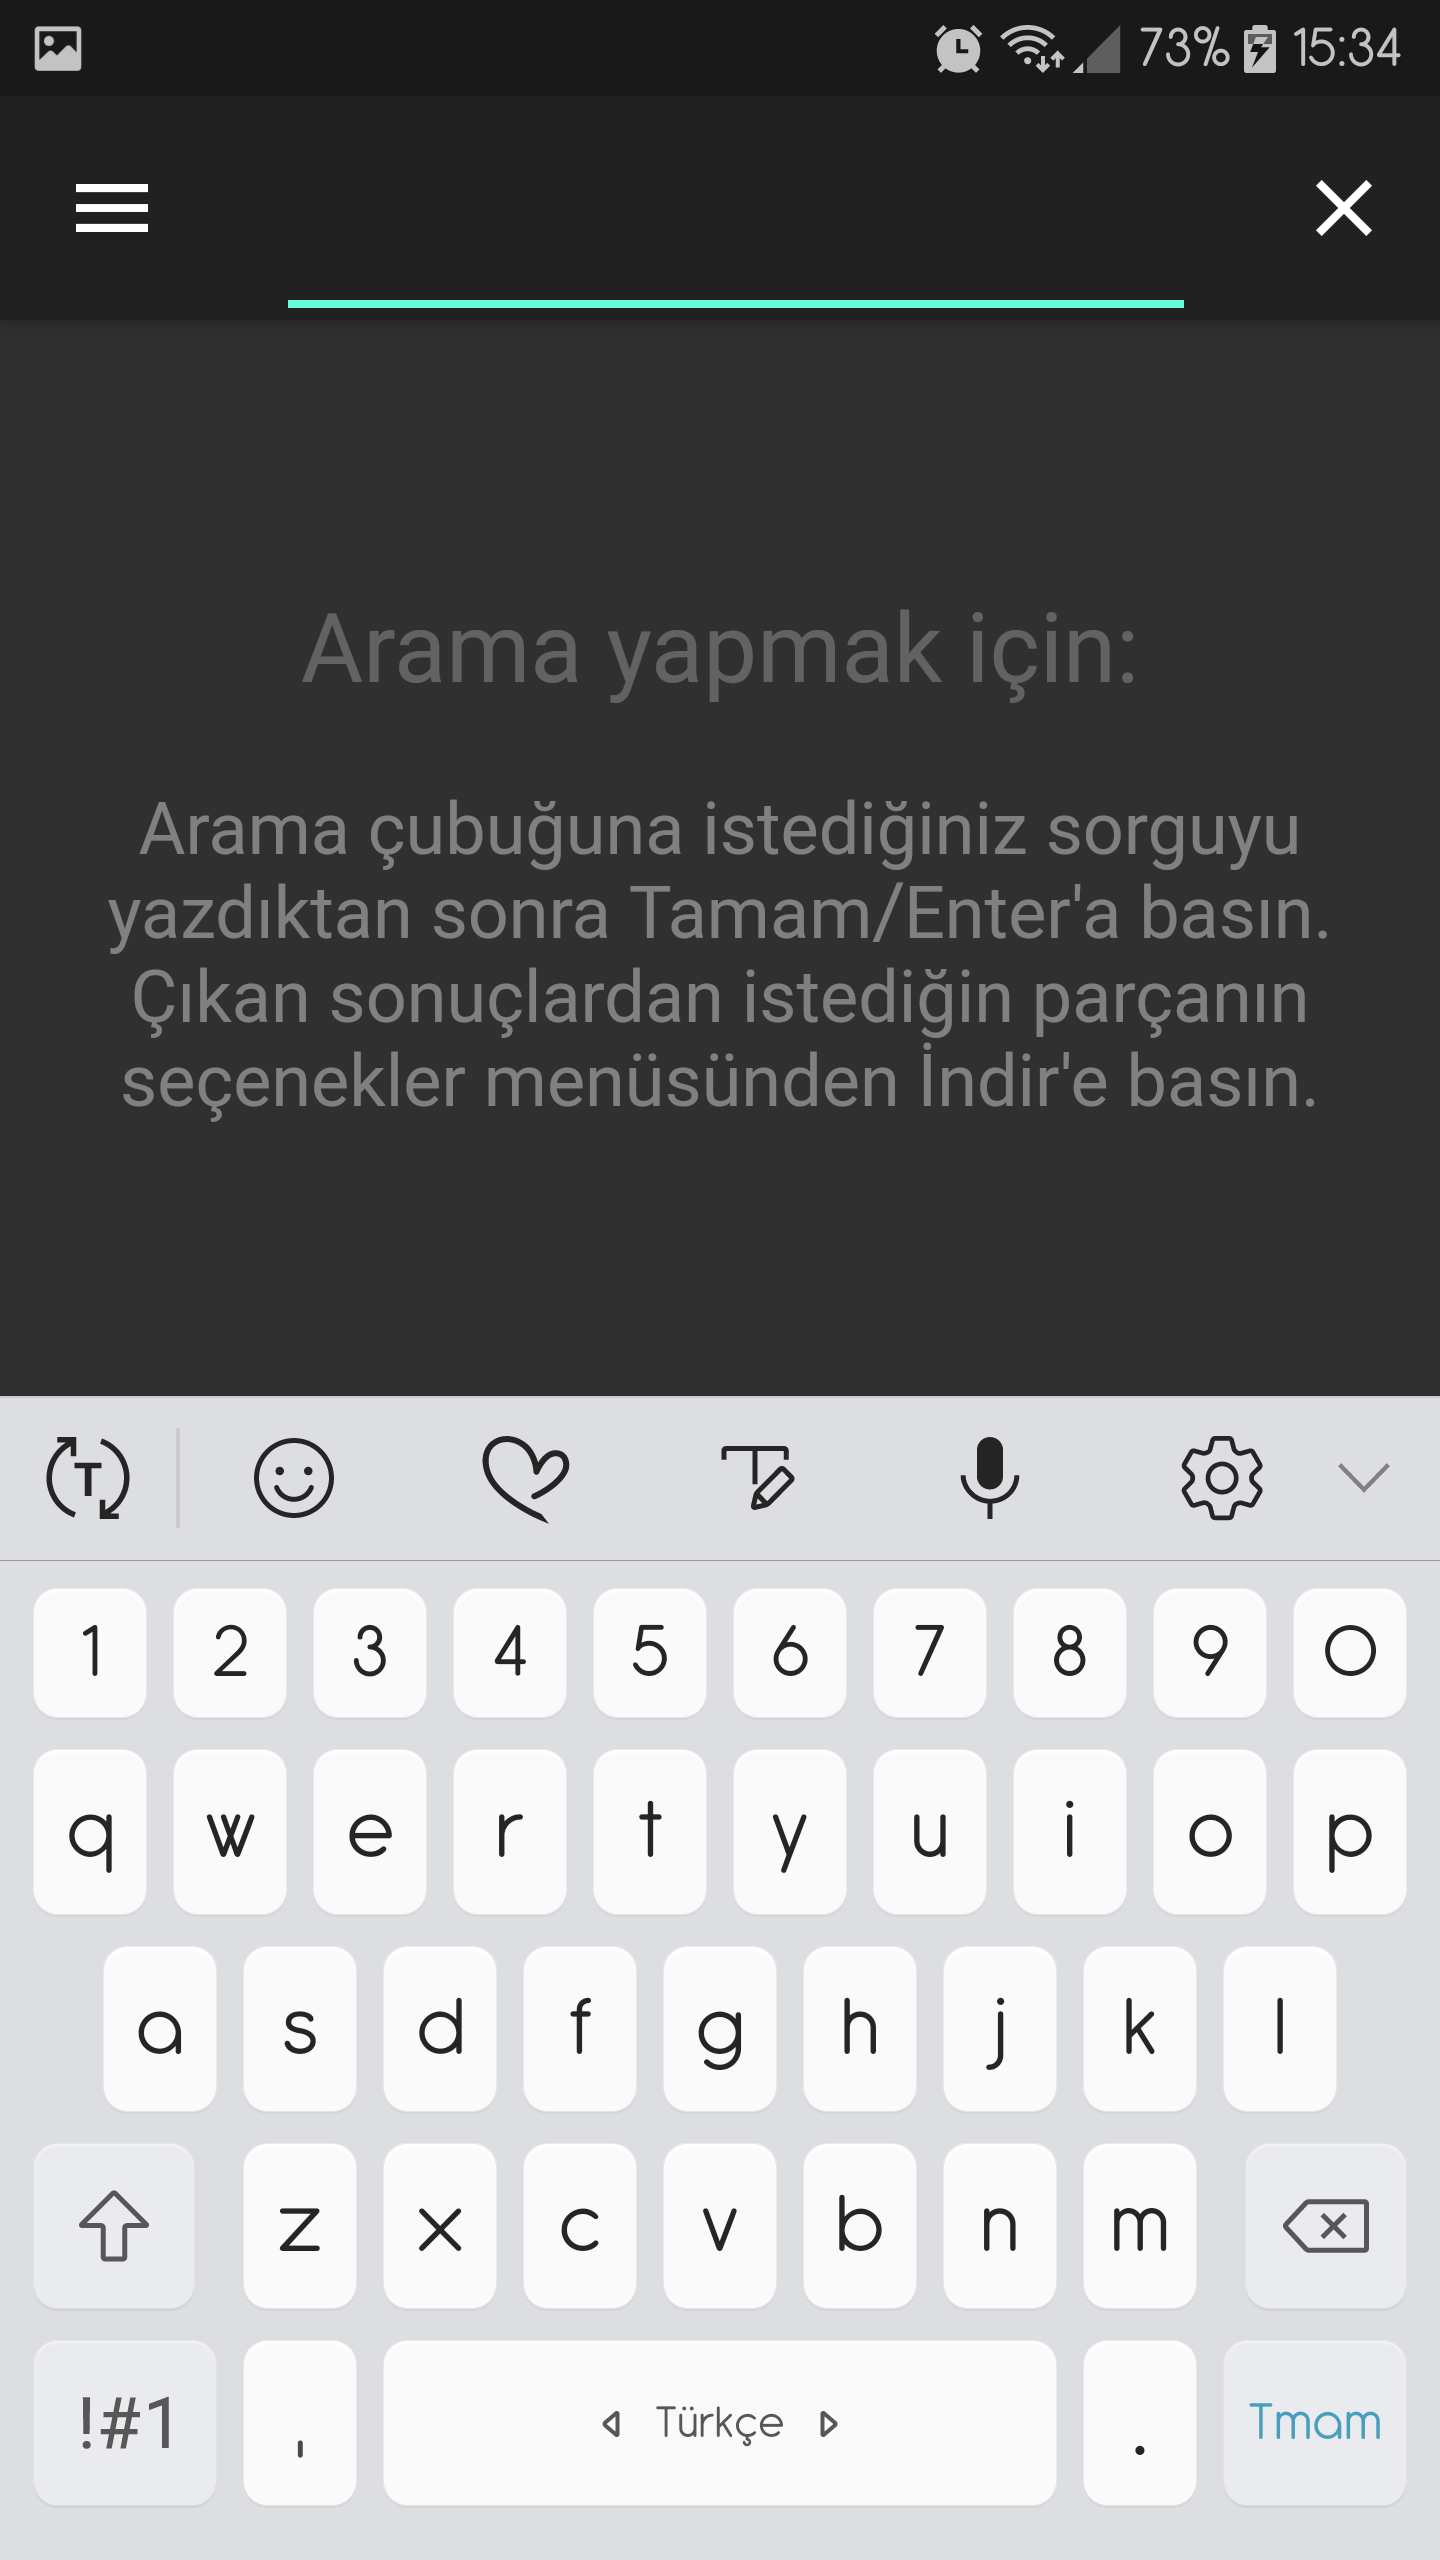 73% 15:34
Arama yapmak için:
Arama çubuğuna istediğiniz sorguyu
yazdıktan sonra Tamam/Enter'a basın.
Çıkan sonuçlardan istediğin parçanın
seçenekler menüsünden İndir'e basın.
1 2 3 4 5 6 7 8 9 0
q w e r t y u i o p
a s d f g h j k l
z x c v b n m
!#1 , Türkçe . Tmam